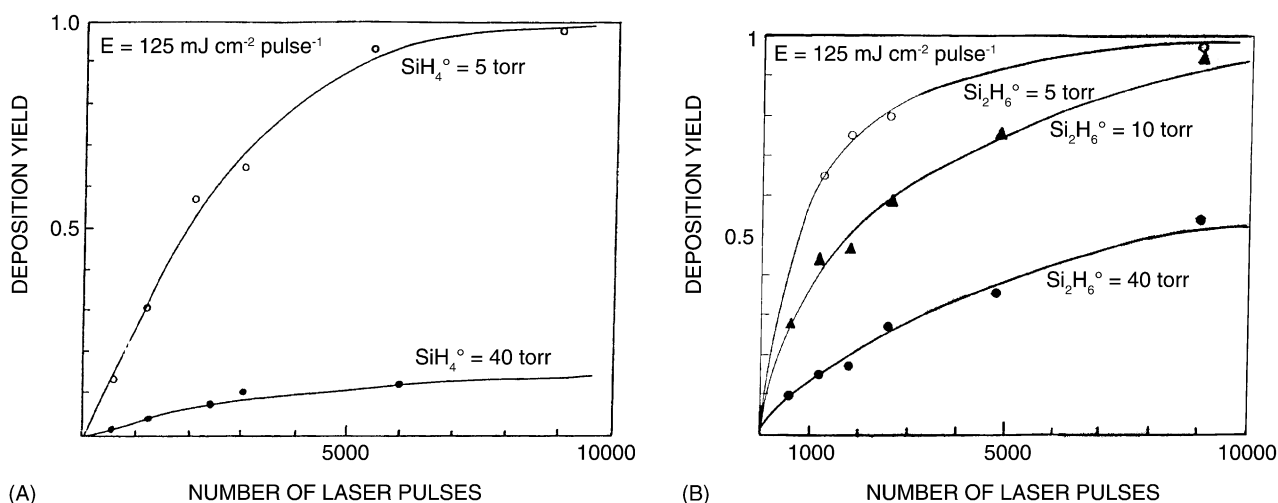 1.0
E = 125 mJ cm⁻² pulse⁻¹
SiH₄° = 5 torr
DEPOSITION YIELD
0.5
SiH₄° = 40 torr
5000
10000
(A)
NUMBER OF LASER PULSES
1
E = 125 mJ cm⁻² pulse⁻¹
Si₂H₆° = 5 torr
Si₂H₆° = 10 torr
DEPOSITION YIELD
0.5
Si₂H₆° = 40 torr
1000
5000
10000
(B)
NUMBER OF LASER PULSES